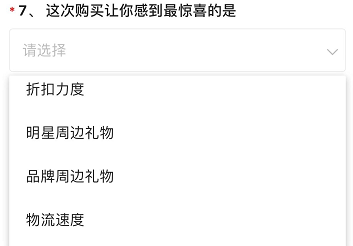 * 7、 这次购买让你感到最惊喜的是
请选择
折扣力度
明星周边礼物
品牌周边礼物
物流速度